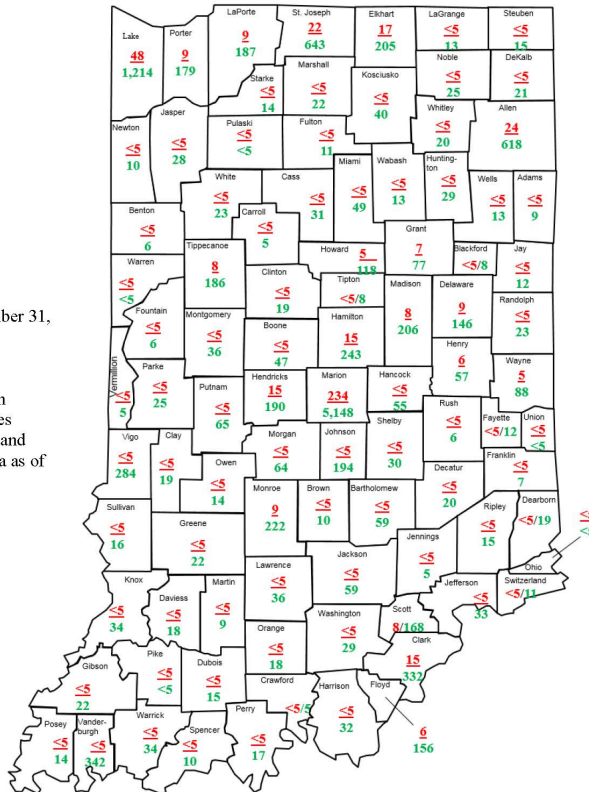 LaPorte
9
187
St. Joseph
22
643
Elkhart
17
205
LaGrange
<5
13
Steuben
<5
15
Lake
48
1,214
Porter
9
179
Starke
<5
14
Marshall
<5
22
Kosciusko
<5
40
Noble
<5
25
DeKalb
<5
21
Newton
<5
10
Jasper
<5
28
Pulaski
<5
<5
Fulton
<5
11
Whitley
<5
20
Allen
24
618
White
<5
23
Cass
<5
31
Miami
<5
49
Wabash
<5
13
Hunting-
ton
<5
29
Wells
<5
13
Adams
<5
9
Benton
<5
6
Carroll
<5
5
Tippecanoe
8
186
Howard
5
118
Grant
7
77
Blackford
<5/8
Jay
<5
12
Warren
<5
<5
Clinton
<5
19
Tipton
<5/8
Madison
8
206
Delaware
9
146
Randolph
<5
23
Fountain
<5
6
Montgomery
<5
36
Boone
<5
47
Hamilton
15
243
Henry
6
57
Wayne
5
88
Vermillion
<5
5
Parke
<5
25
Putnam
<5
65
Hendricks
15
190
Marion
234
5,148
Hancock
<5
55
Rush
<5
6
Fayette
<5/12
Union
<5
<5
Vigo
<5
284
Clay
<5
19
Owen
<5
14
Morgan
<5
64
Johnson
<5
194
Shelby
<5
30
Decatur
<5
20
Franklin
<5
7
Sullivan
<5
16
Greene
<5
22
Monroe
9
222
Brown
<5
10
Bartholomew
<5
59
Jennings
<5
5
Ripley
<5
15
Dearborn
<5/19
Ohio
<
<
Knox
<5
34
Daviess
<5
18
Martin
<5
9
Lawrence
<5
36
Jackson
<5
59
Jefferson
<5
33
Switzerland
<5/11
Orange
<5
18
Washington
<5
29
Scott
8/168
Clark
15
332
Gibson
<5
22
Pike
<5
<5
Dubois
<5
15
Crawford
<5/5
Harrison
<5
32
Floyd
6
156
Posey
<5
14
Vander-
burgh
<5
342
Warrick
<5
34
Spencer
<5
10
Perry
<5
17
ber 31,
es
and
a as of